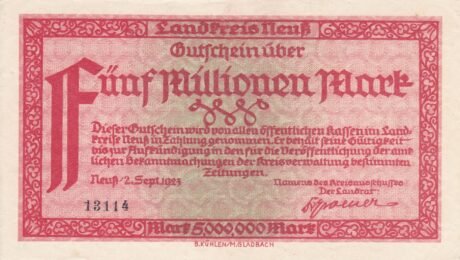 Landkreis Neuß
Gutschein über
Fünf Millionen Mark
Dieser Gutschein wird von allen öffentlichen Kassen im Land-
kreise Neuß in Zahlung genommen. Er behält seine Gültigkeit
bis zur Aufkündigung in den für die Veröffentlichung der amt-
lichen Bekanntmachungen der Kreisverwaltung bestimmten
Zeitungen.
Neuß, 2. Sept. 1923
Namens des Kreisausschusses
Der Landrat:
13114
Mark 5,000,000 Mark
B. KÜHLEN/M. GLADBACH